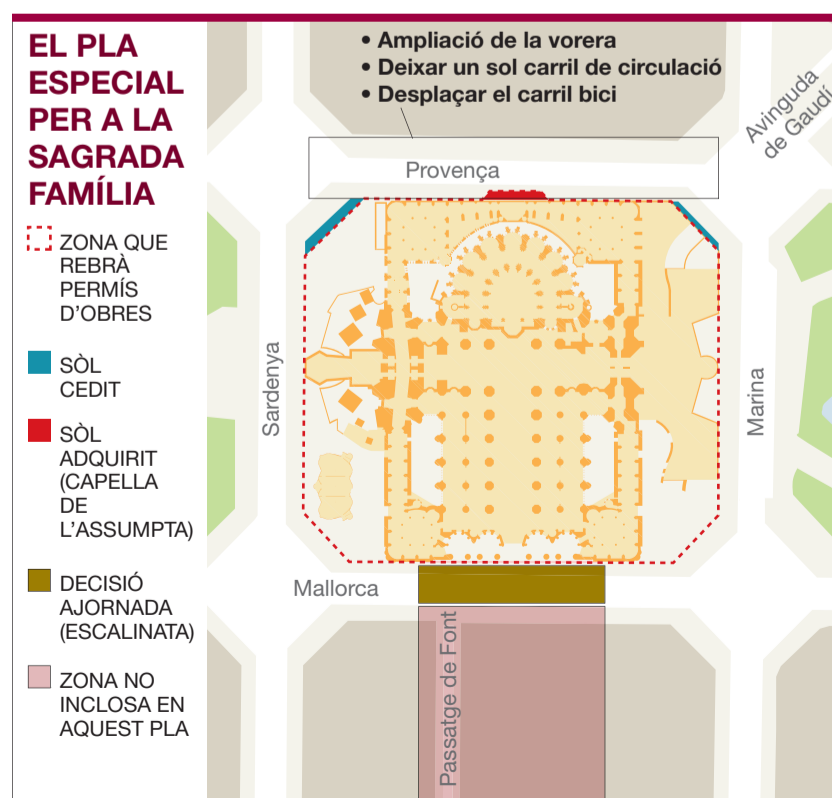 EL PLA
ESPECIAL
PER A LA
SAGRADA
FAMÍLIA
ZONA QUE
REBRÀ
PERMÍS
D'OBRES
SÒL
CEDIT
SÒL
ADQUIRIT
(CAPELLA
DE
L'ASSUMPTA)
DECISIÓ
AJORNADA
(ESCALINATA)
ZONA NO
INCLOSA EN
AQUEST PLA
• Ampliació de la vorera
• Deixar un sol carril de circulació
• Desplaçar el carril bici
Avinguda
de Gaudí
Provença
Sardenya
Marina
Mallorca
Passatge de Font